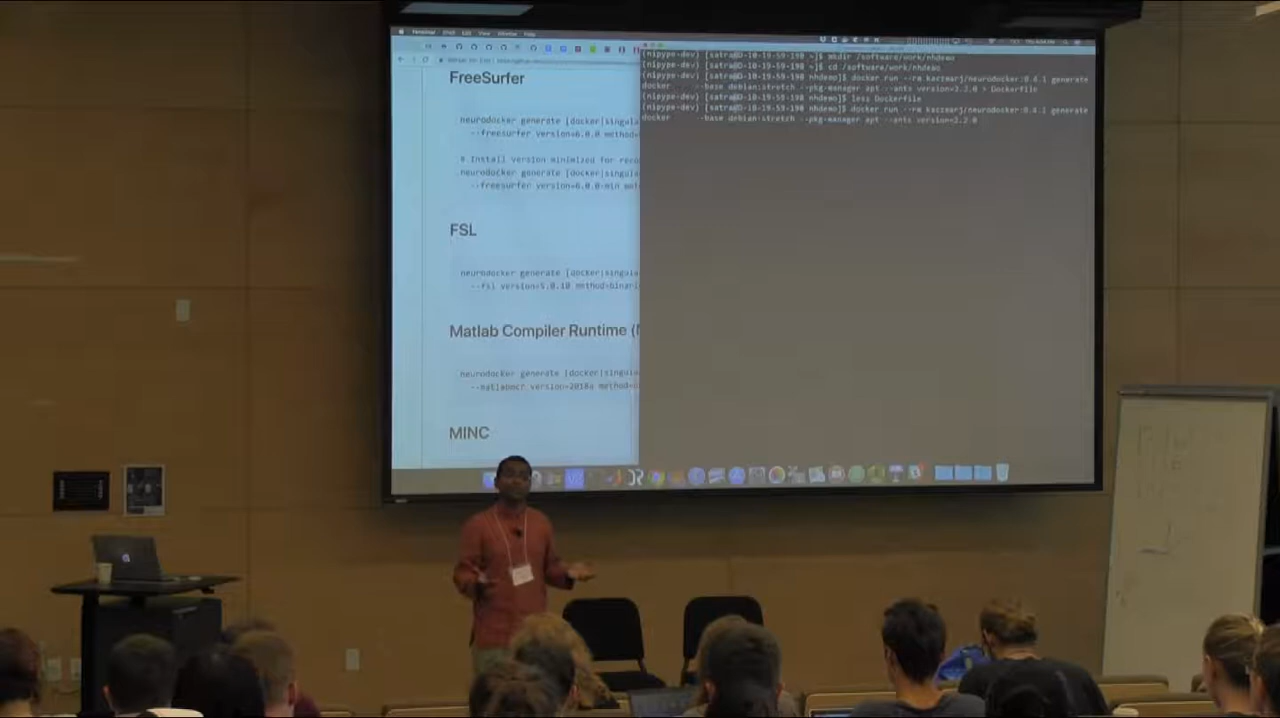 FreeSurfer
neurodocker generate [docker|singula
--freesurfer version=6.0.0 method=
# Install version minimized for reco
neurodocker generate [docker|singula
--freesurfer version=6.0.0-min
FSL
neurodocker generate [docker|singula
--fsl version=5.0.10 method=binari
Matlab Compiler Runtime (M
neurodocker generate [docker|singula
--matlabmcr version=2018a method=
MINC
(nipype-dev) [satra@D-10-19-59-198 ~]$ mkdir /software/work/nhdemo
(nipype-dev) [satra@D-10-19-59-198 ~]$ cd /software/work/nhdemo
(nipype-dev) [satra@D-10-19-59-198 nhdemo]$ docker run --rm kaczmarj/neurodocker:0.4.1 generate
docker --base debian:stretch --pkg-manager apt --ants version=2.2.0 > Dockerfile
(nipype-dev) [satra@D-10-19-59-198 nhdemo]$ less Dockerfile
(nipype-dev) [satra@D-10-19-59-198 nhdemo]$ docker run --rm kaczmarj/neurodocker:0.4.1 generate
docker --base debian:stretch --pkg-manager apt --ants version=2.2.0